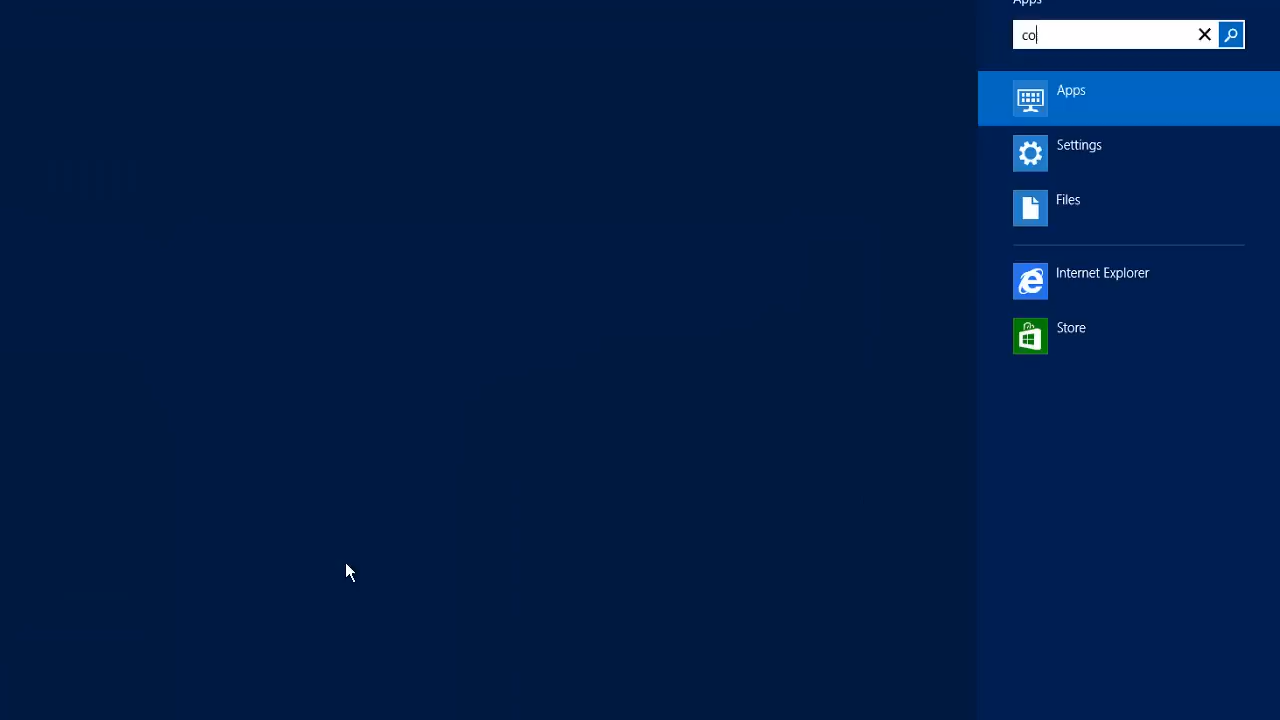 Apps
co
Apps
Settings
Files
Internet Explorer
Store